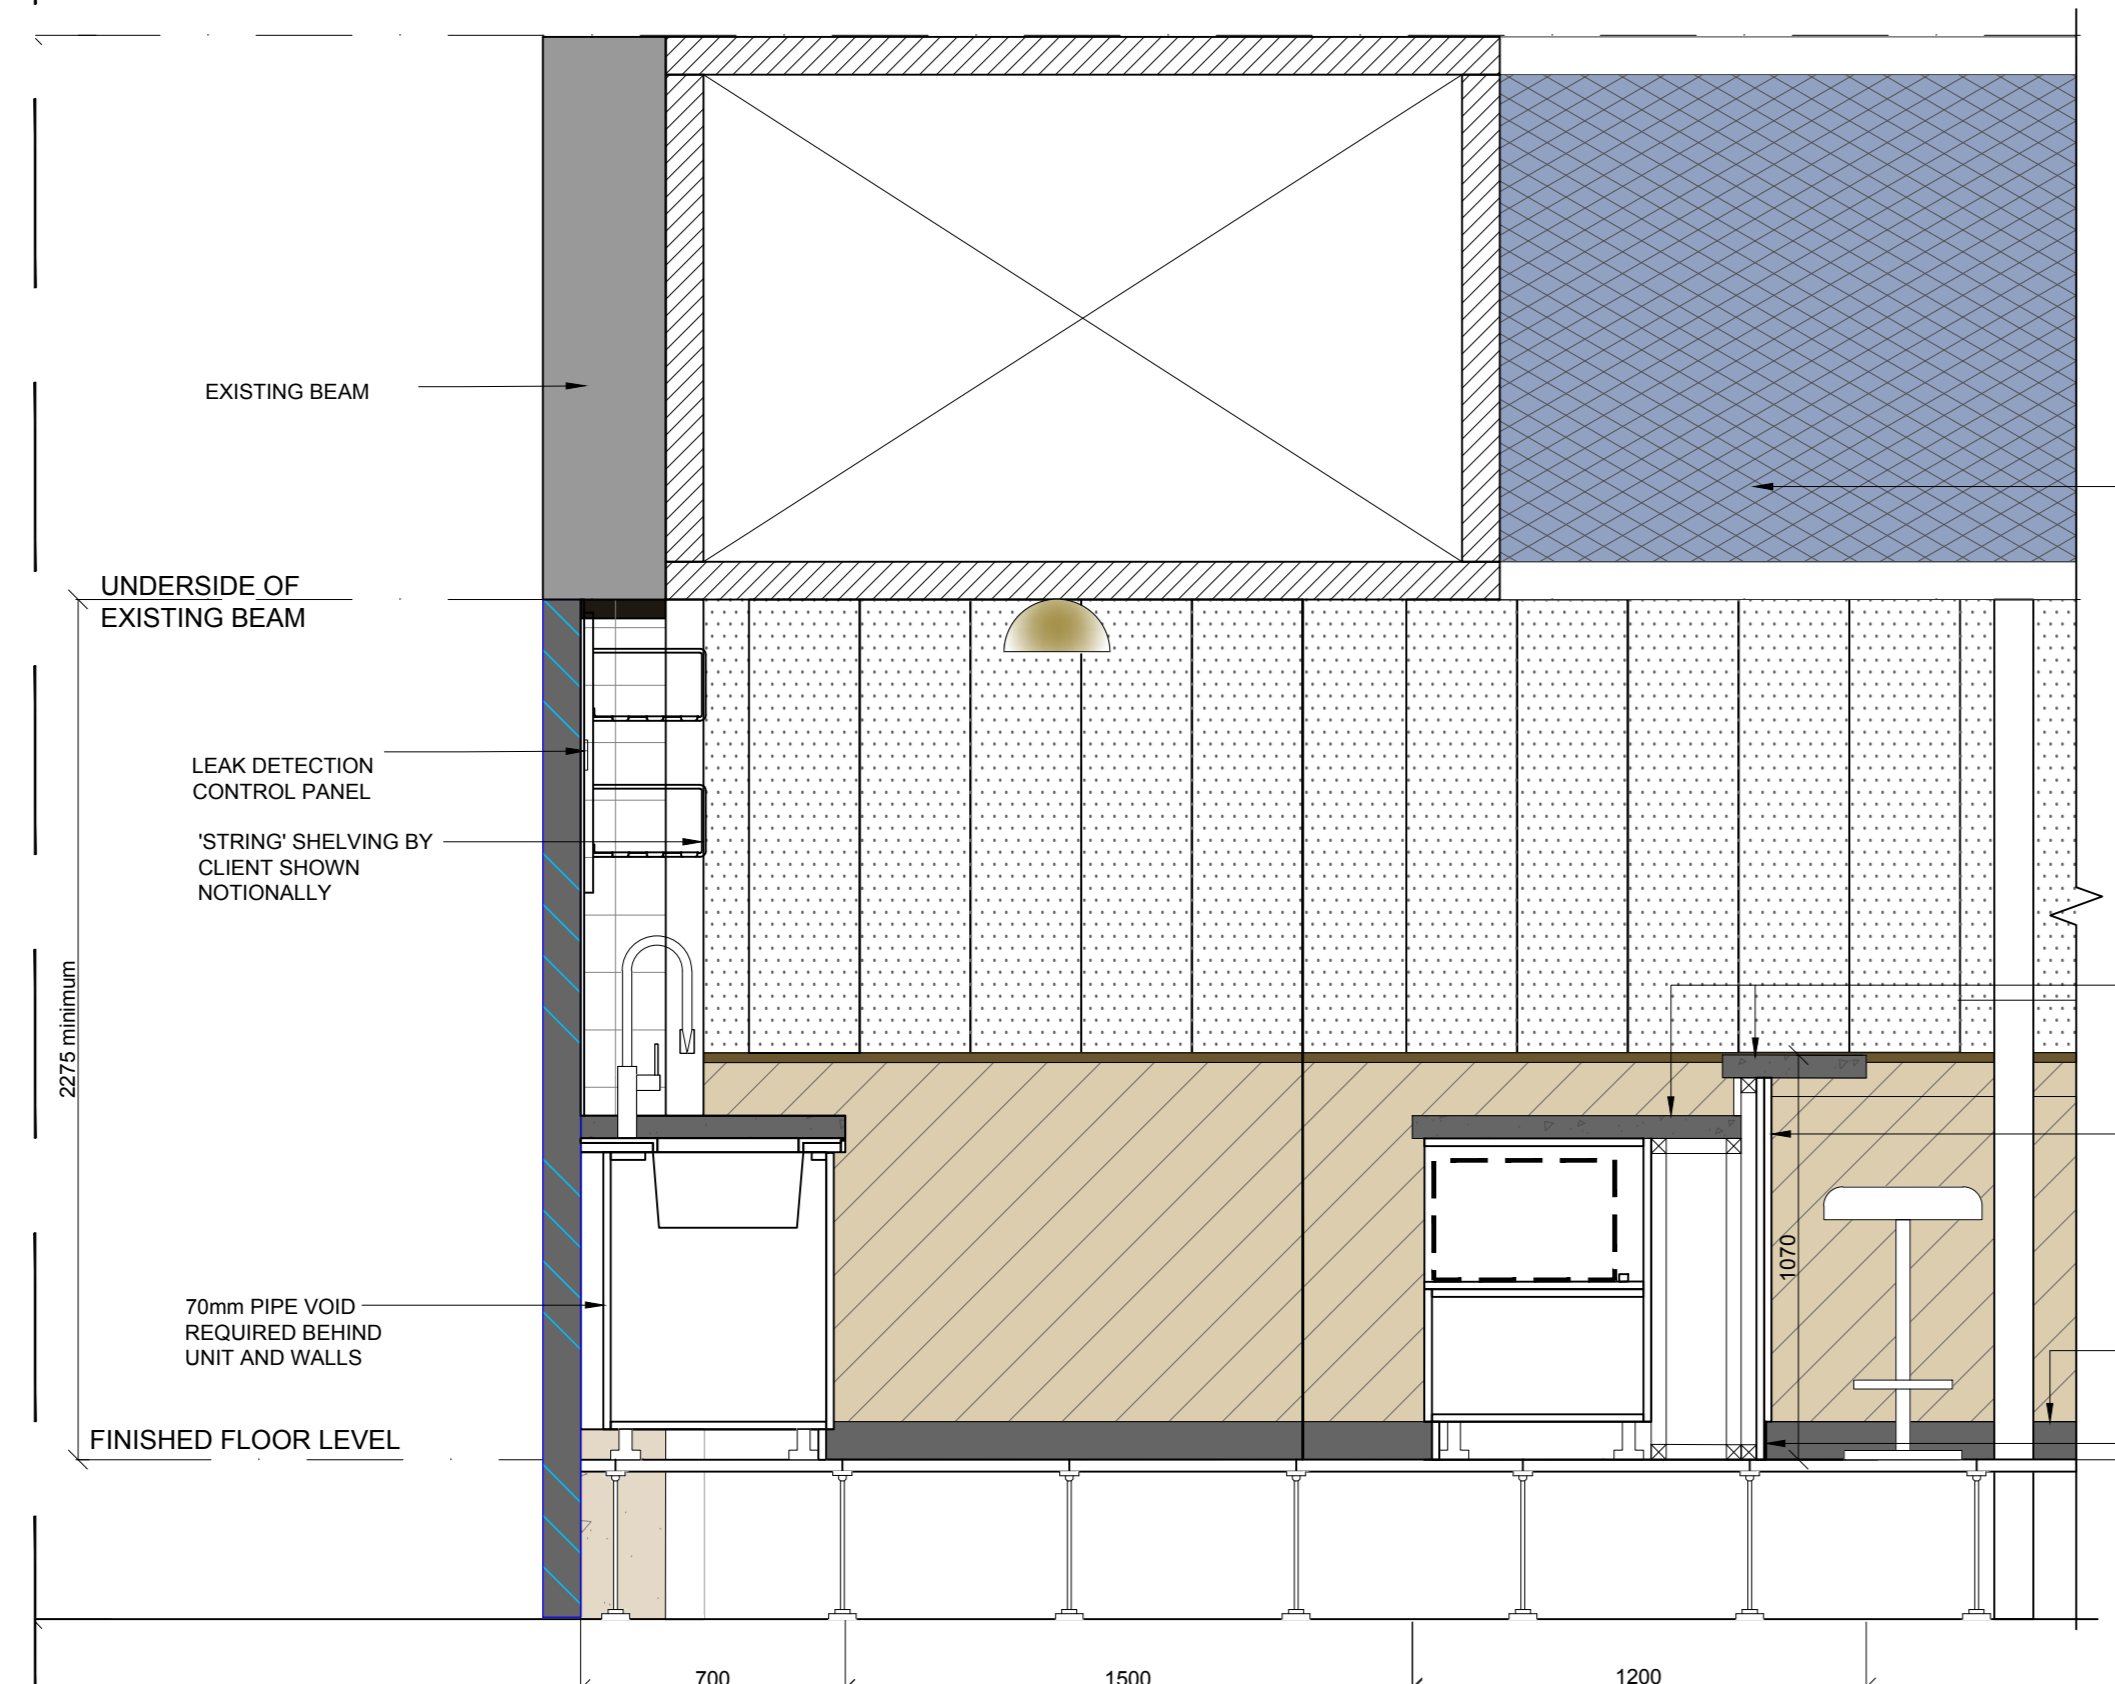 EXISTING BEAM
UNDERSIDE OF
EXISTING BEAM
LEAK DETECTION
CONTROL PANEL
'STRING' SHELVING BY
CLIENT SHOWN
NOTIONALLY
2275 minimum
1070
70mm PIPE VOID
REQUIRED BEHIND
UNIT AND WALLS
FINISHED FLOOR LEVEL
700
1500
1200